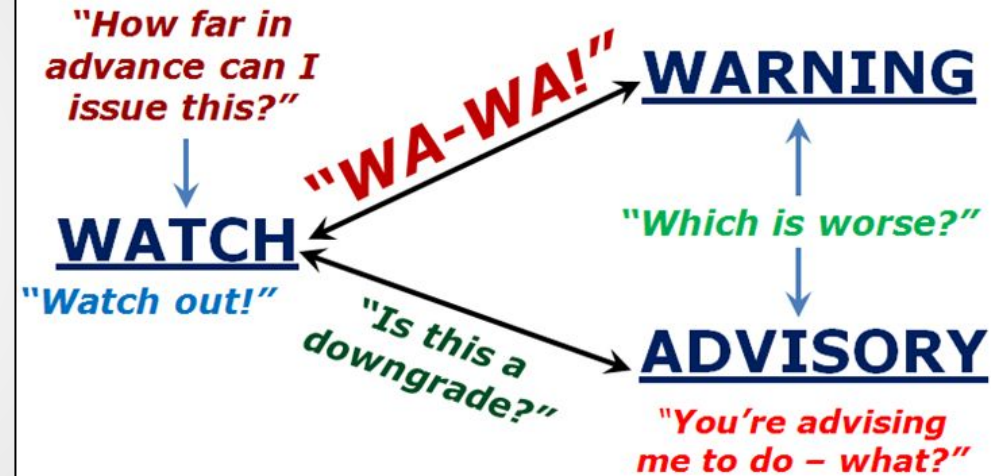 “How far in
advance can I
issue this?”
“WA-WA!”
WARNING
WATCH
“Watch out!”
“Which is worse?”
“Is this a
downgrade?”
ADVISORY
“You’re advising
me to do – what?”